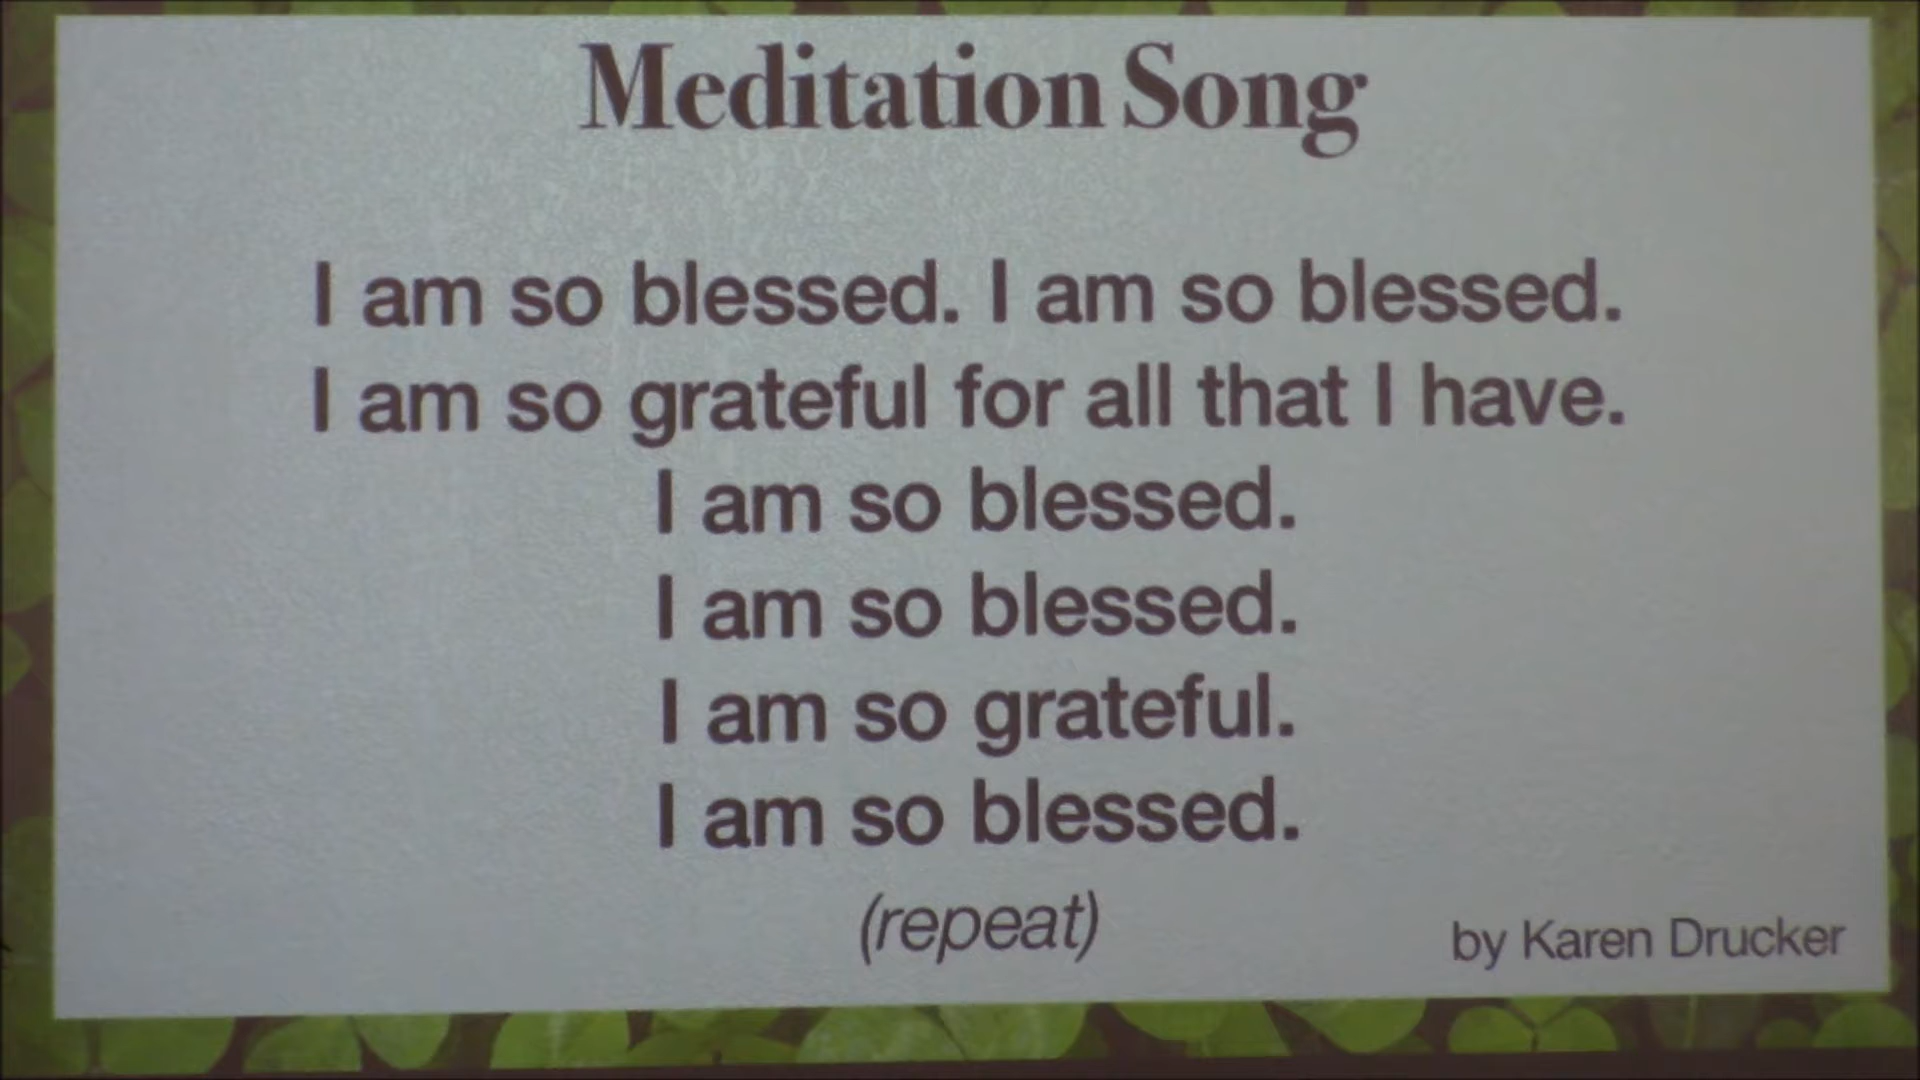 Meditation Song
I am so blessed. I am so blessed.
I am so grateful for all that I have.
I am so blessed.
I am so blessed.
I am so grateful.
I am so blessed.
(repeat)
by Karen Drucker